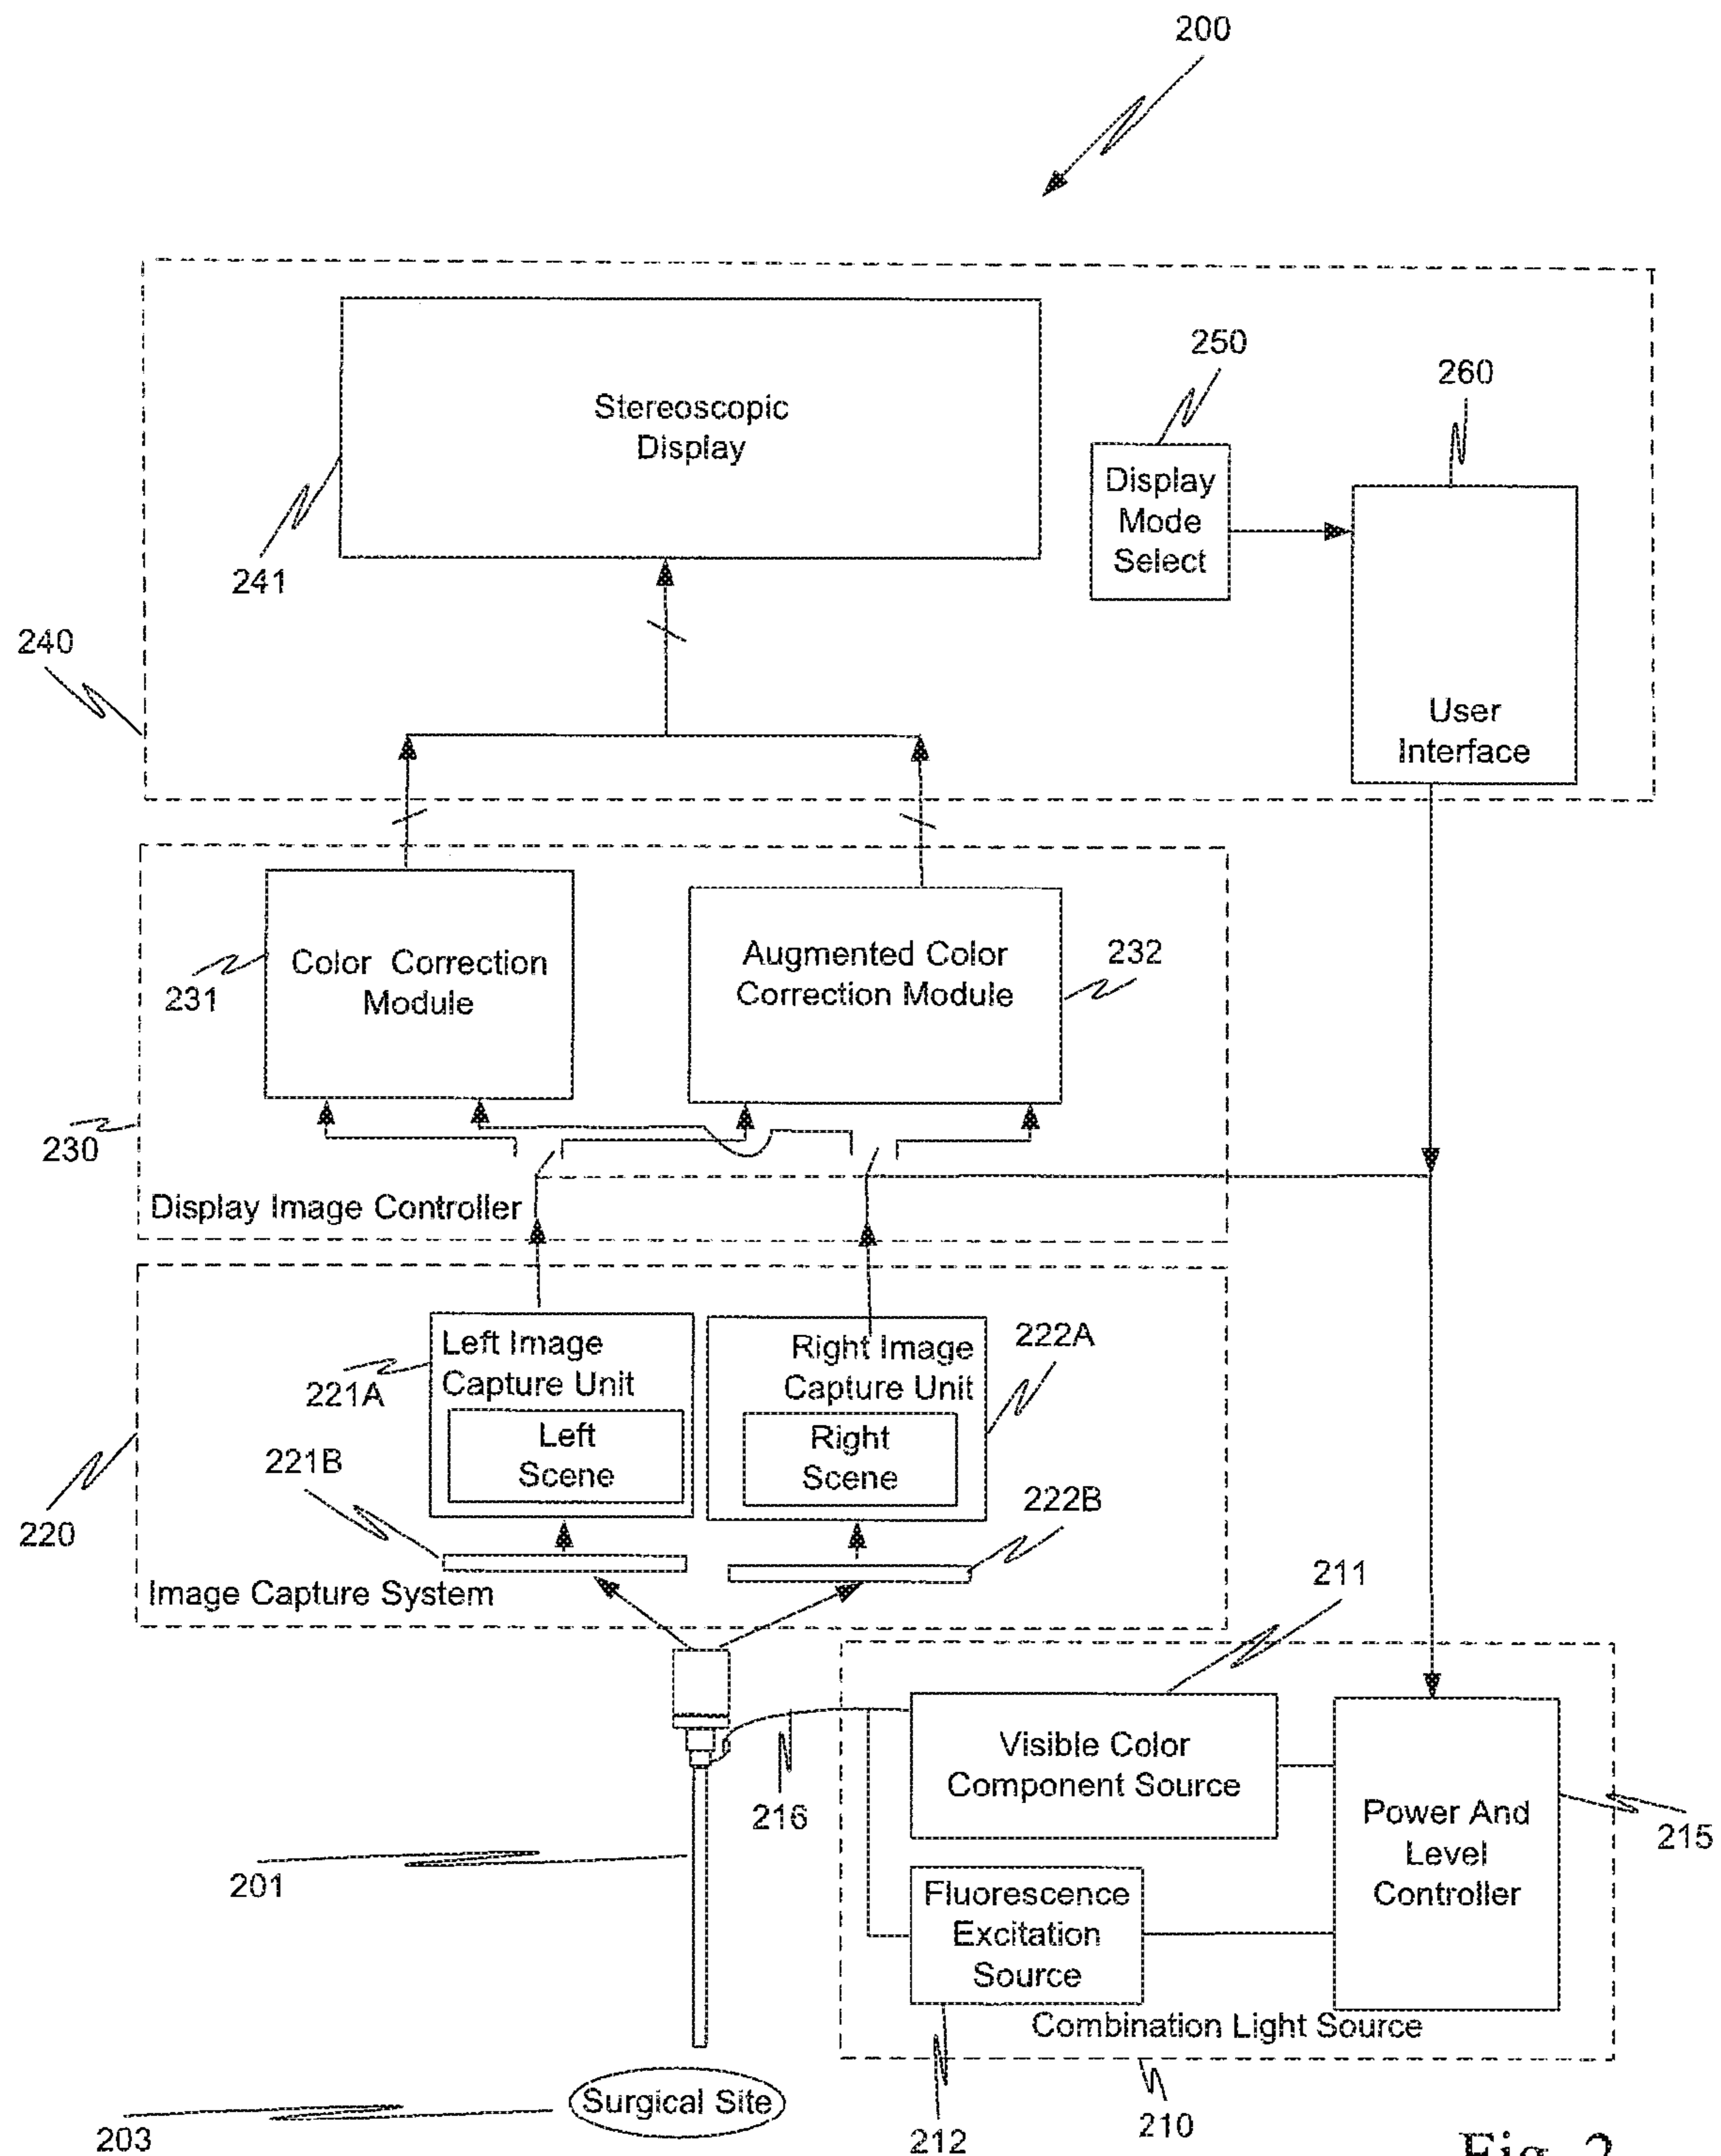 200
250
260
Stereoscopic
Display
Display
Mode
Select
241
240
User
Interface
Color Correction
Module
231
Augmented Color
Correction Module
232
230
Display Image Controller
Left Image
Capture Unit
221A
Right Image
Capture Unit
222A
Left
Scene
Right
Scene
221B
222B
220
Image Capture System
211
Visible Color
Component Source
216
Power And
Level
Controller
215
201
Fluorescence
Excitation
Source
Combination Light Source
Surgical Site
203
212
210
Fig. 2